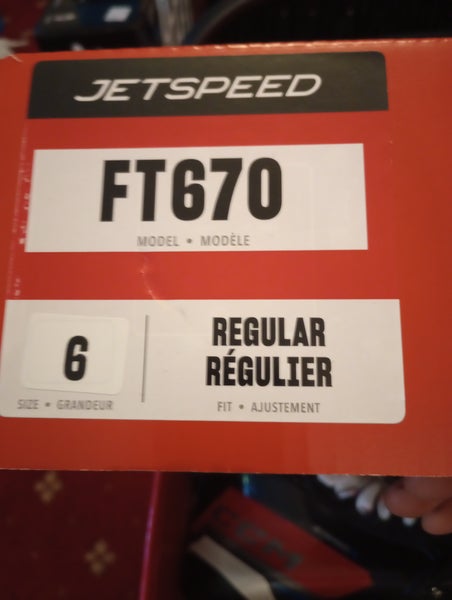 JETSPEED
FT670
MODEL • MODÈLE
6
SIZE • GRANDEUR
REGULAR
RÉGULIER
FIT • AJUSTEMENT